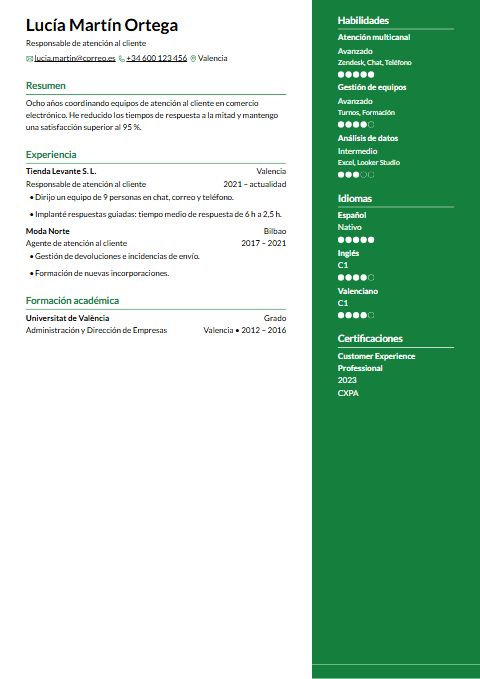 Lucía Martín Ortega
Responsable de atención al cliente
lucia.martin@correo.es +34 600 123 456 Valencia
Resumen
Ocho años coordinando equipos de atención al cliente en comercio
electrónico. He reducido los tiempos de respuesta a la mitad y mantengo
una satisfacción superior al 95 %.
Experiencia
Tienda Levante S. L. Valencia
Responsable de atención al cliente 2021 – actualidad
• Dirijo un equipo de 9 personas en chat, correo y teléfono.
• Implanté respuestas guiadas: tiempo medio de respuesta de 6 h a 2,5 h.
Moda Norte Bilbao
Agente de atención al cliente 2017 – 2021
• Gestión de devoluciones e incidencias de envío.
• Formación de nuevas incorporaciones.
Formación académica
Universitat de València Grado
Administración y Dirección de Empresas Valencia • 2012 – 2016
Habilidades
Atención multicanal
Avanzado
Zendesk, Chat, Teléfono
Gestión de equipos
Avanzado
Turnos, Formación
Análisis de datos
Intermedio
Excel, Looker Studio
Idiomas
Español
Nativo
Inglés
C1
Valenciano
C1
Certificaciones
Customer Experience
Professional
2023
CXPA